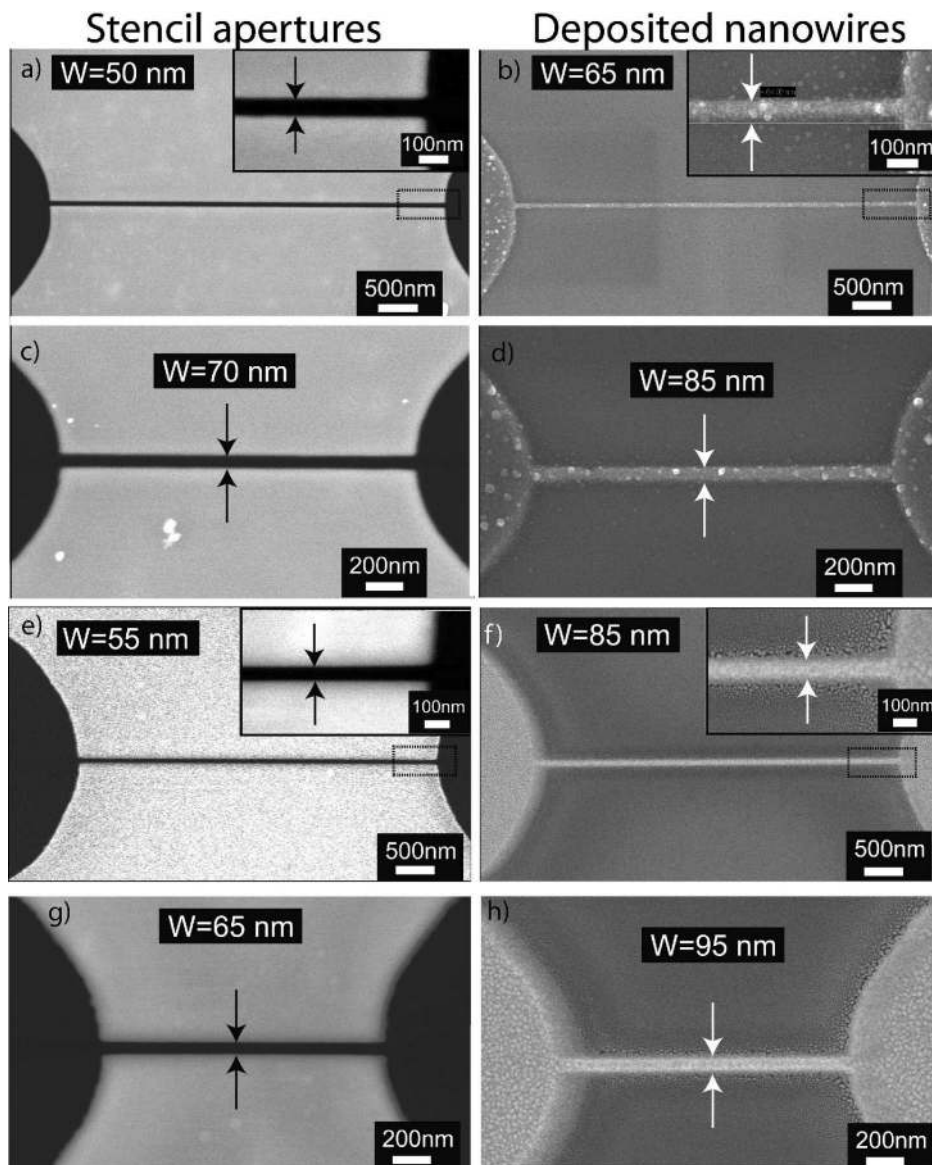 Stencil apertures
Deposited nanowires
a)
W=50 nm
100nm
500nm
b)
W=65 nm
100nm
500nm
c)
W=70 nm
200nm
d)
W=85 nm
200nm
e)
W=55 nm
100nm
500nm
f)
W=85 nm
100nm
500nm
g)
W=65 nm
200nm
h)
W=95 nm
200nm